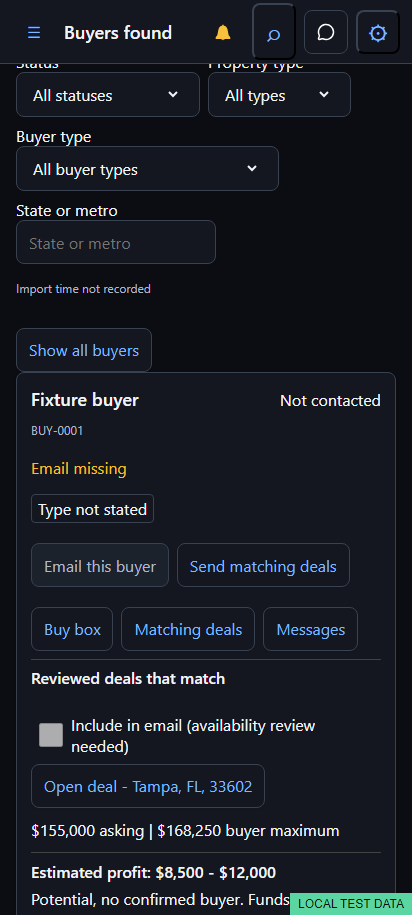 Buyers found
Status
Property type
All statuses
All types
Buyer type
All buyer types
State or metro
State or metro
Import time not recorded
Show all buyers
Fixture buyer
Not contacted
BUY-0001
Email missing
Type not stated
Email this buyer
Send matching deals
Buy box
Matching deals
Messages
Reviewed deals that match
Include in email (availability review
needed)
Open deal - Tampa, FL, 33602
$155,000 asking | $168,250 buyer maximum
Estimated profit: $8,500 - $12,000
Potential, no confirmed buyer. Funds
LOCAL TEST DATA